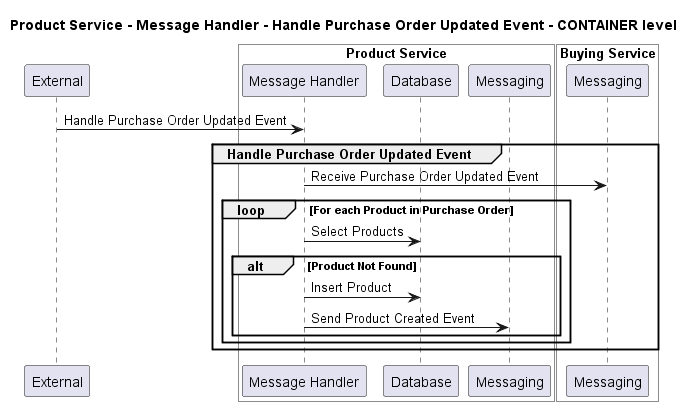 Product Service - Message Handler - Handle Purchase Order Updated Event - CONTAINER level
Product Service
Buying Service
External
Message Handler
Database
Messaging
Messaging
Handle Purchase Order Updated Event
Handle Purchase Order Updated Event
Receive Purchase Order Updated Event
loop
[For each Product in Purchase Order]
Select Products
alt
[Product Not Found]
Insert Product
Send Product Created Event
External
Message Handler
Database
Messaging
Messaging